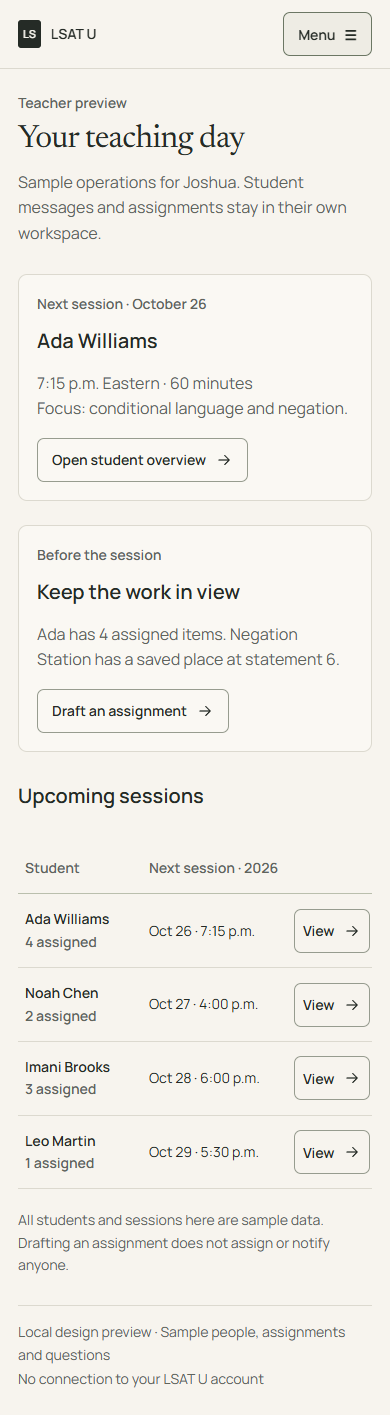 LS LSAT U Menu
Teacher preview
Your teaching day
Sample operations for Joshua. Student
messages and assignments stay in their own
workspace.
Next session · October 26
Ada Williams
7:15 p.m. Eastern · 60 minutes
Focus: conditional language and negation.
Open student overview →
Before the session
Keep the work in view
Ada has 4 assigned items. Negation
Station has a saved place at statement 6.
Draft an assignment →
Upcoming sessions
Student Next session · 2026
Ada Williams
4 assigned
Oct 26 · 7:15 p.m.
View →
Noah Chen
2 assigned
Oct 27 · 4:00 p.m.
View →
Imani Brooks
3 assigned
Oct 28 · 6:00 p.m.
View →
Leo Martin
1 assigned
Oct 29 · 5:30 p.m.
View →
All students and sessions here are sample data.
Drafting an assignment does not assign or notify
anyone.
Local design preview · Sample people, assignments
and questions
No connection to your LSAT U account